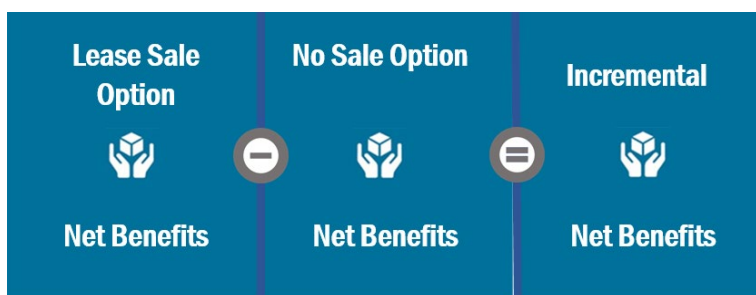 Lease Sale
Option
Net Benefits
No Sale Option
Net Benefits
Incremental
Net Benefits